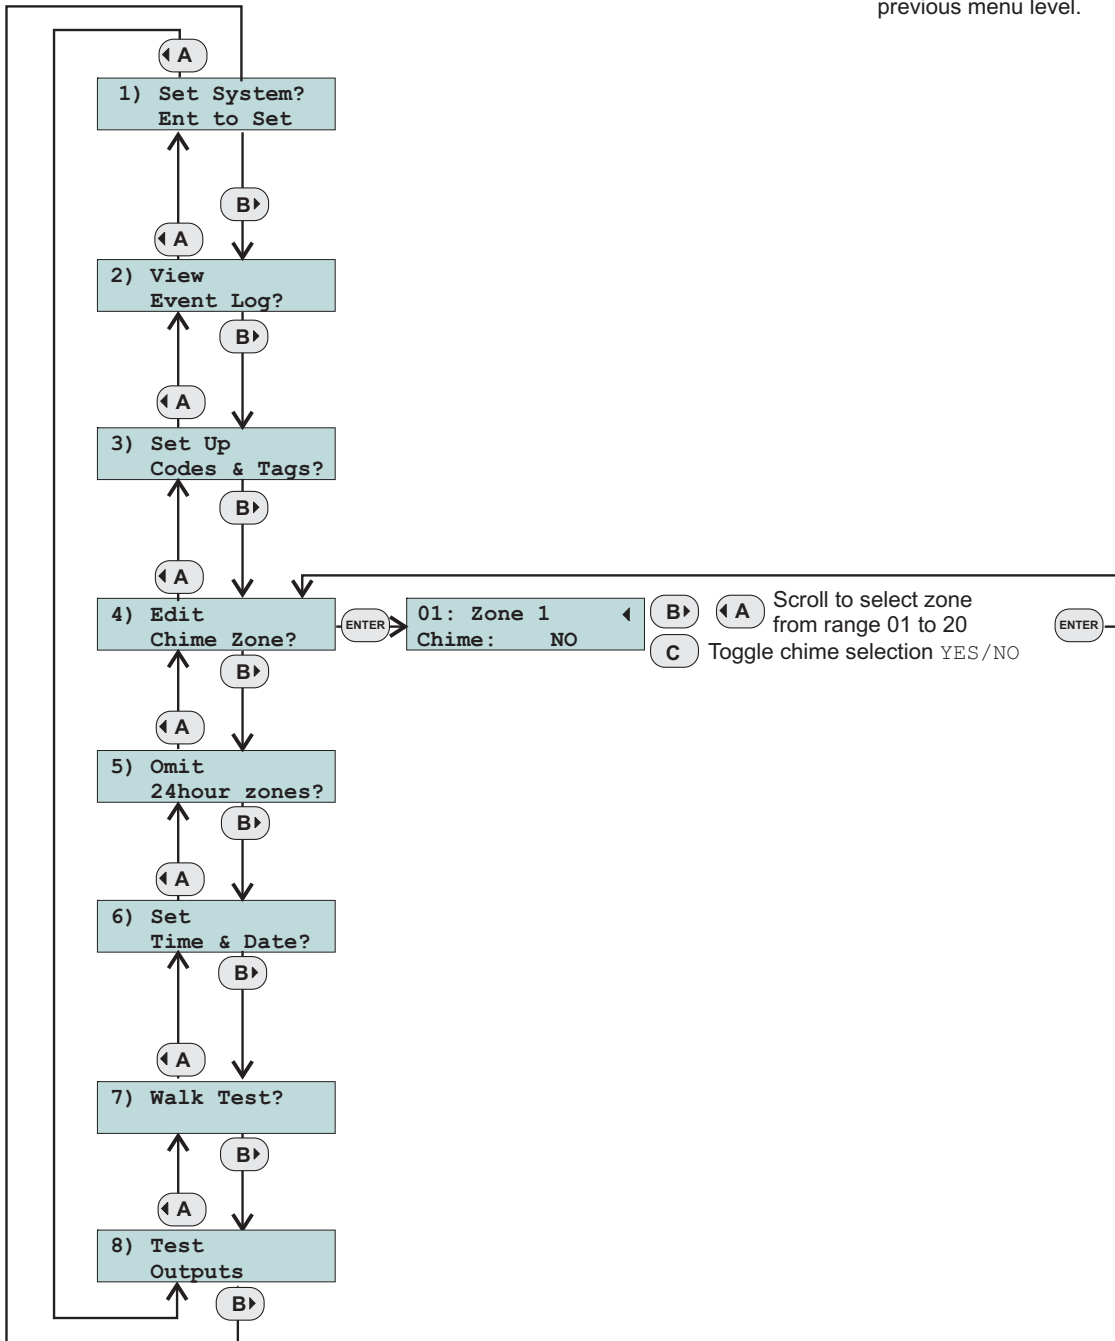 previous menu level.
A
1) Set System?
Ent to Set
B
A
2) View
Event Log?
B
A
3) Set Up
Codes & Tags?
B
A
4) Edit
Chime Zone?
ENTER
01: Zone 1
Chime: NO
B A Scroll to select zone
from range 01 to 20
C Toggle chime selection YES/NO
ENTER
B
A
5) Omit
24hour zones?
B
A
6) Set
Time & Date?
B
A
7) Walk Test?
B
A
8) Test
Outputs
B